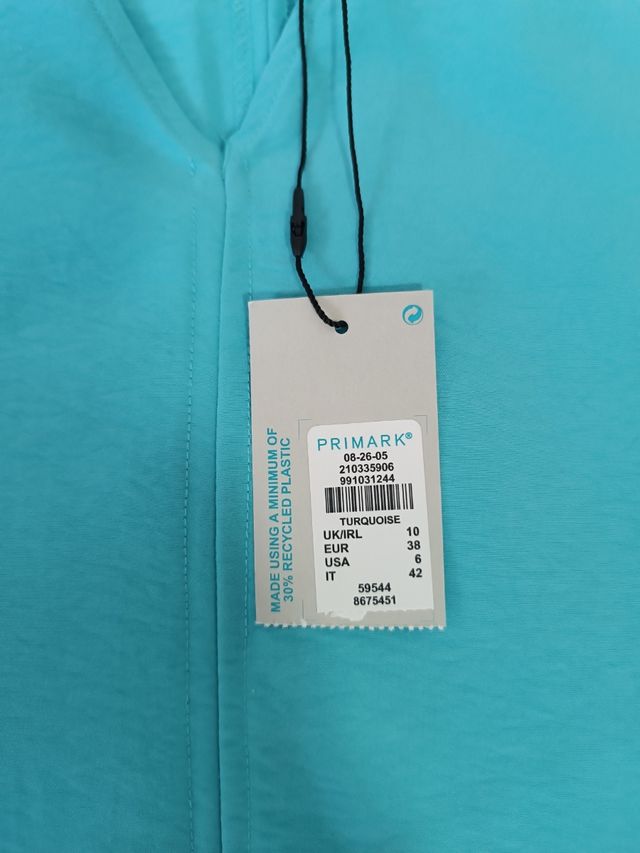 MADE USING A MINIMUM OF
30% RECYCLED PLASTIC
PRIMARK®
08-26-05
210335906
991031244
TURQUOISE
UK/IRL 10
EUR 38
USA 6
IT 42
59544
8675451